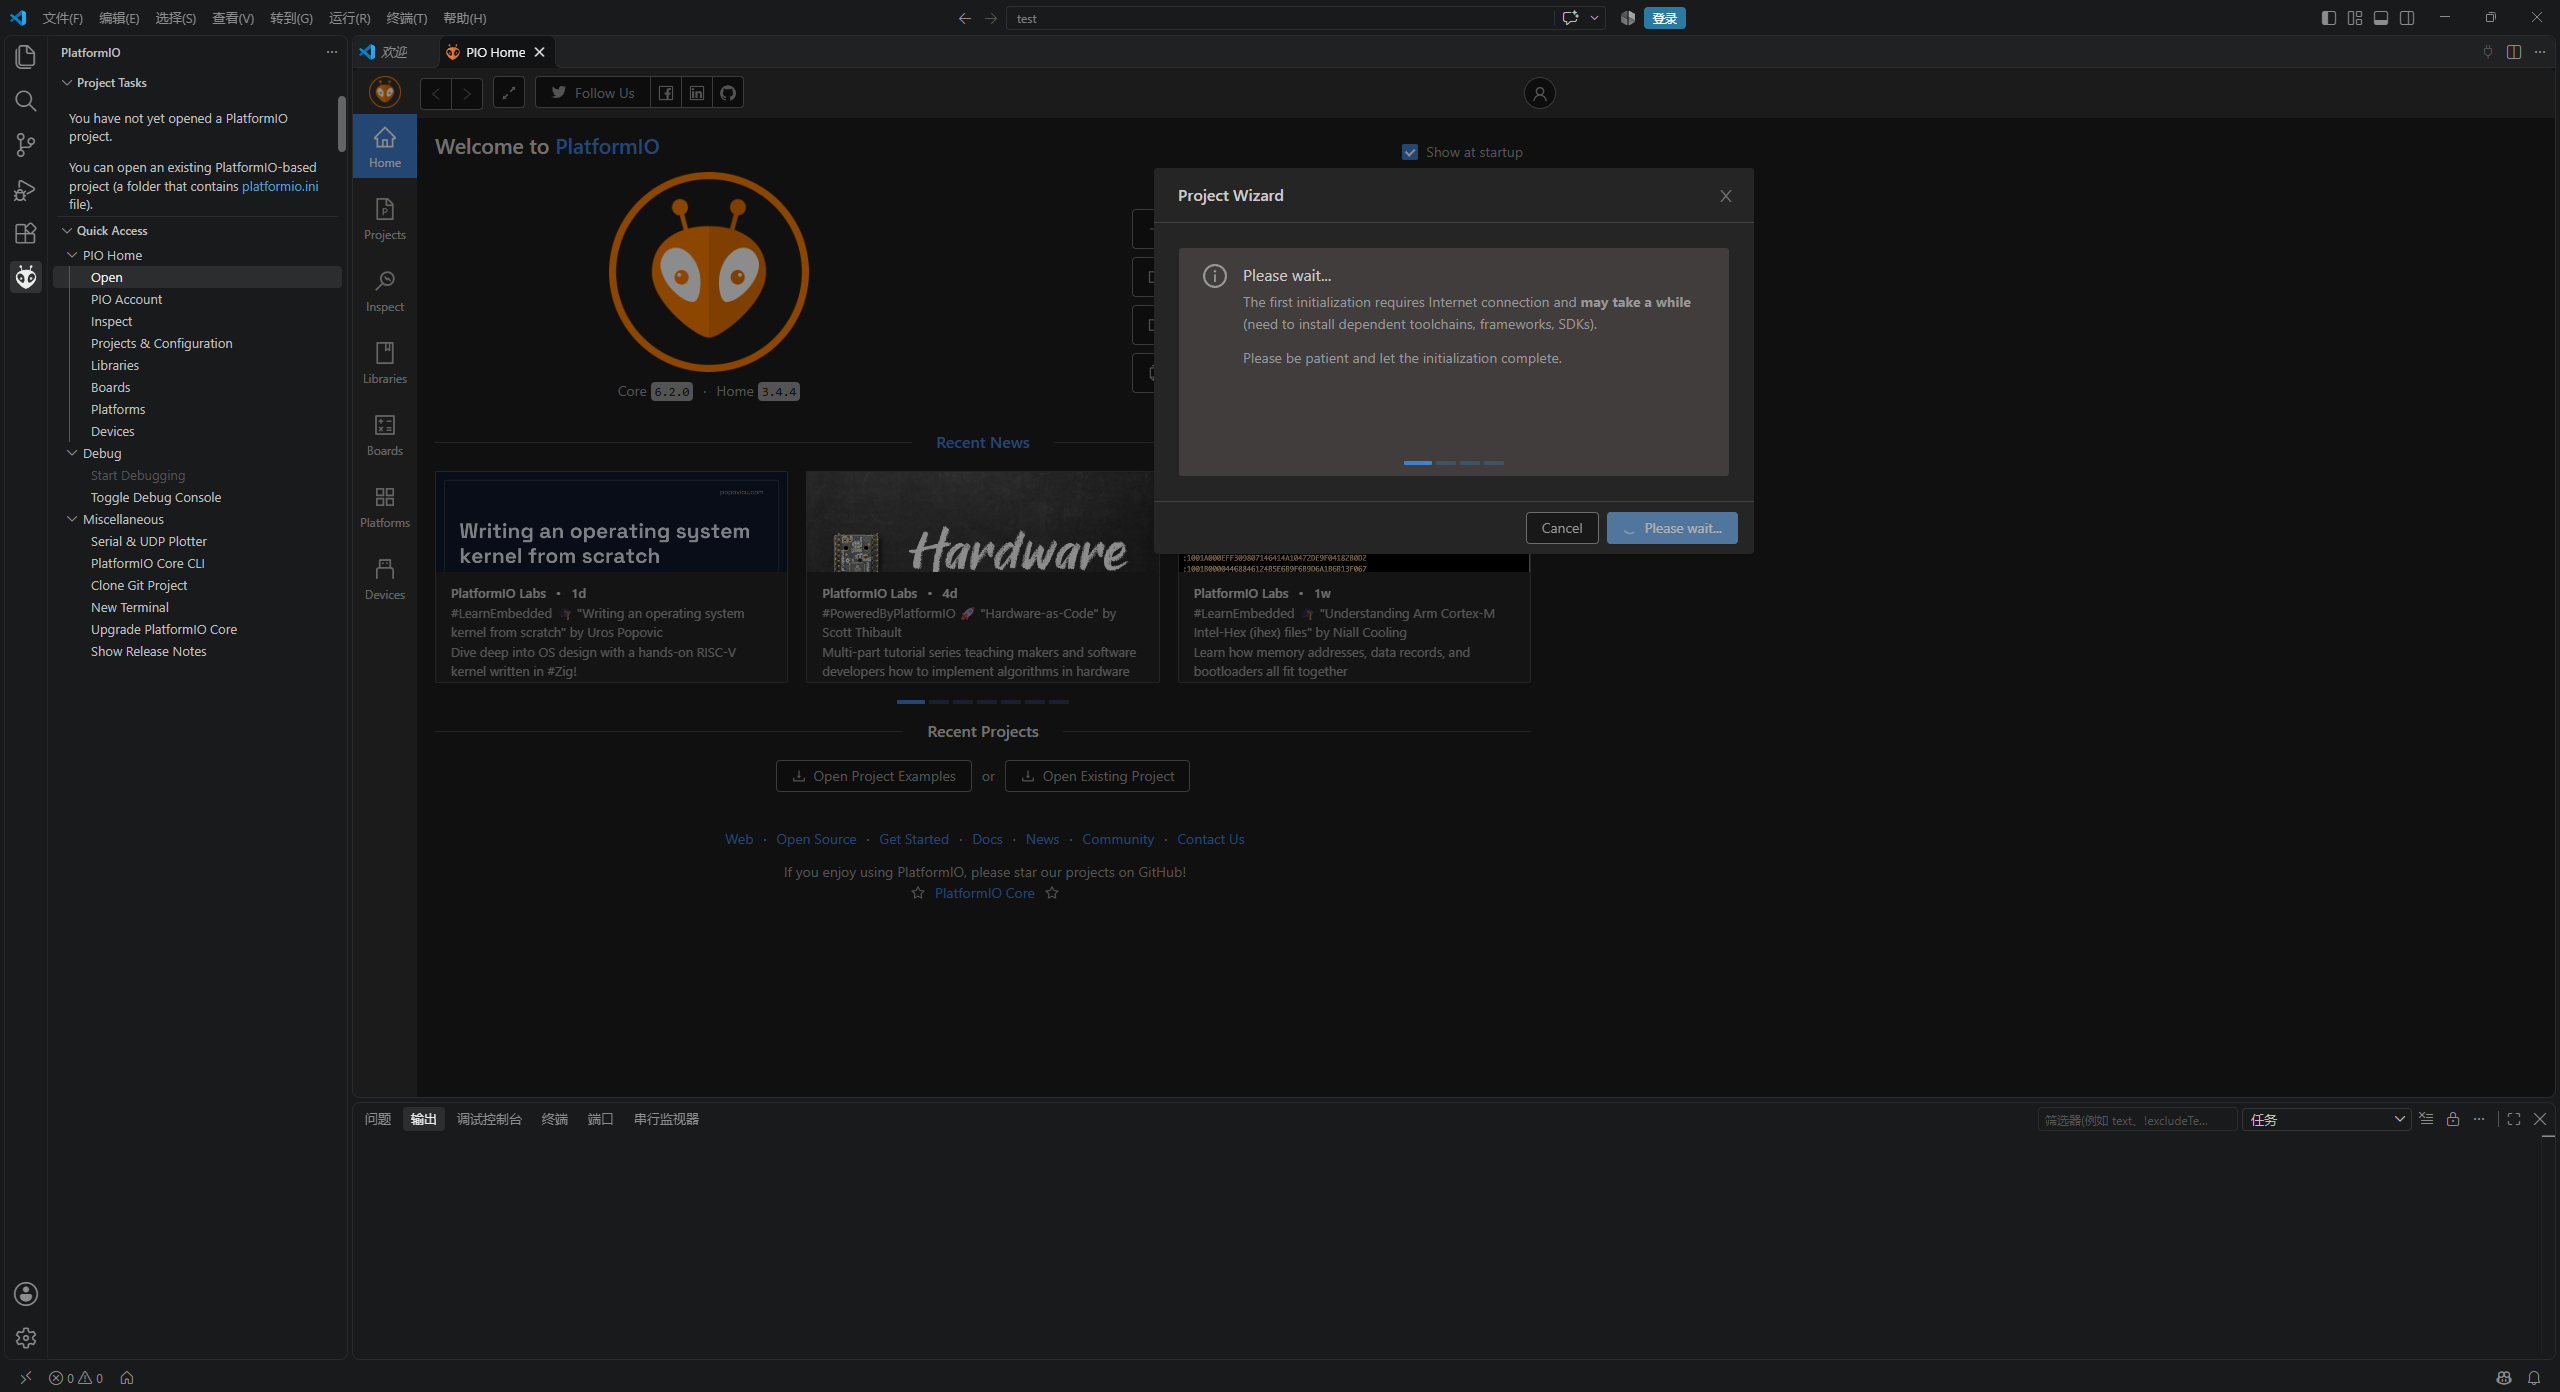 文件(F) 编辑(E) 选择(S) 查看(V) 转到(G) 运行(R) 终端(T) 帮助(H)
test
登录
PlatformIO
Project Tasks
You have not yet opened a PlatformIO
project.
You can open an existing PlatformIO-based
project (a folder that contains platformio.ini
file).
Quick Access
PIO Home
Open
PIO Account
Inspect
Projects & Configuration
Libraries
Boards
Platforms
Devices
Debug
Start Debugging
Toggle Debug Console
Miscellaneous
Serial & UDP Plotter
PlatformIO Core CLI
Clone Git Project
New Terminal
Upgrade PlatformIO Core
Show Release Notes
欢迎
PIO Home
Follow Us
Home
Projects
Inspect
Libraries
Boards
Platforms
Devices
Welcome to PlatformIO
Show at startup
Core 6.2.0 · Home 3.4.4
Project Wizard
Please wait...
The first initialization requires Internet connection and may take a while
(need to install dependent toolchains, frameworks, SDKs).
Please be patient and let the initialization complete.
Cancel
Please wait...
Recent News
popovicu.com
Writing an operating system
kernel from scratch
PlatformIO Labs • 1d
#LearnEmbedded "Writing an operating system
kernel from scratch" by Uros Popovic
Dive deep into OS design with a hands-on RISC-V
kernel written in #Zig!
Hardware
PlatformIO Labs • 4d
#PoweredByPlatformIO 🚀 "Hardware-as-Code" by
Scott Thibault
Multi-part tutorial series teaching makers and software
developers how to implement algorithms in hardware
PlatformIO Labs • 1w
#LearnEmbedded "Understanding Arm Cortex-M
Intel-Hex (ihex) files" by Niall Cooling
Learn how memory addresses, data records, and
bootloaders all fit together
Recent Projects
Open Project Examples or Open Existing Project
Web · Open Source · Get Started · Docs · News · Community · Contact Us
If you enjoy using PlatformIO, please star our projects on GitHub!
PlatformIO Core
问题 输出 调试控制台 终端 端口 串行监视器
筛选器(例如 text、!excludeTe...
任务
0 0